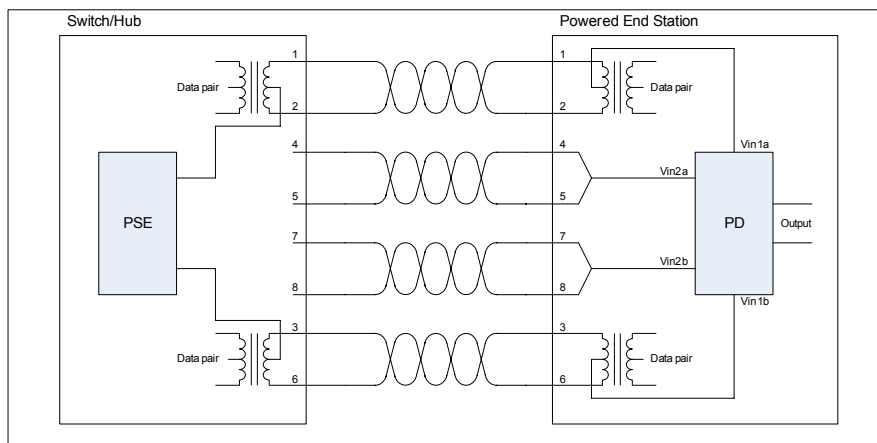 Switch/Hub
Powered End Station
1
1
Data pair
Data pair
2
2
Vin1a
4
4
Vin2a
5
5
PSE
PD
Output
7
7
Vin2b
8
8
Vin1b
3
3
Data pair
Data pair
6
6